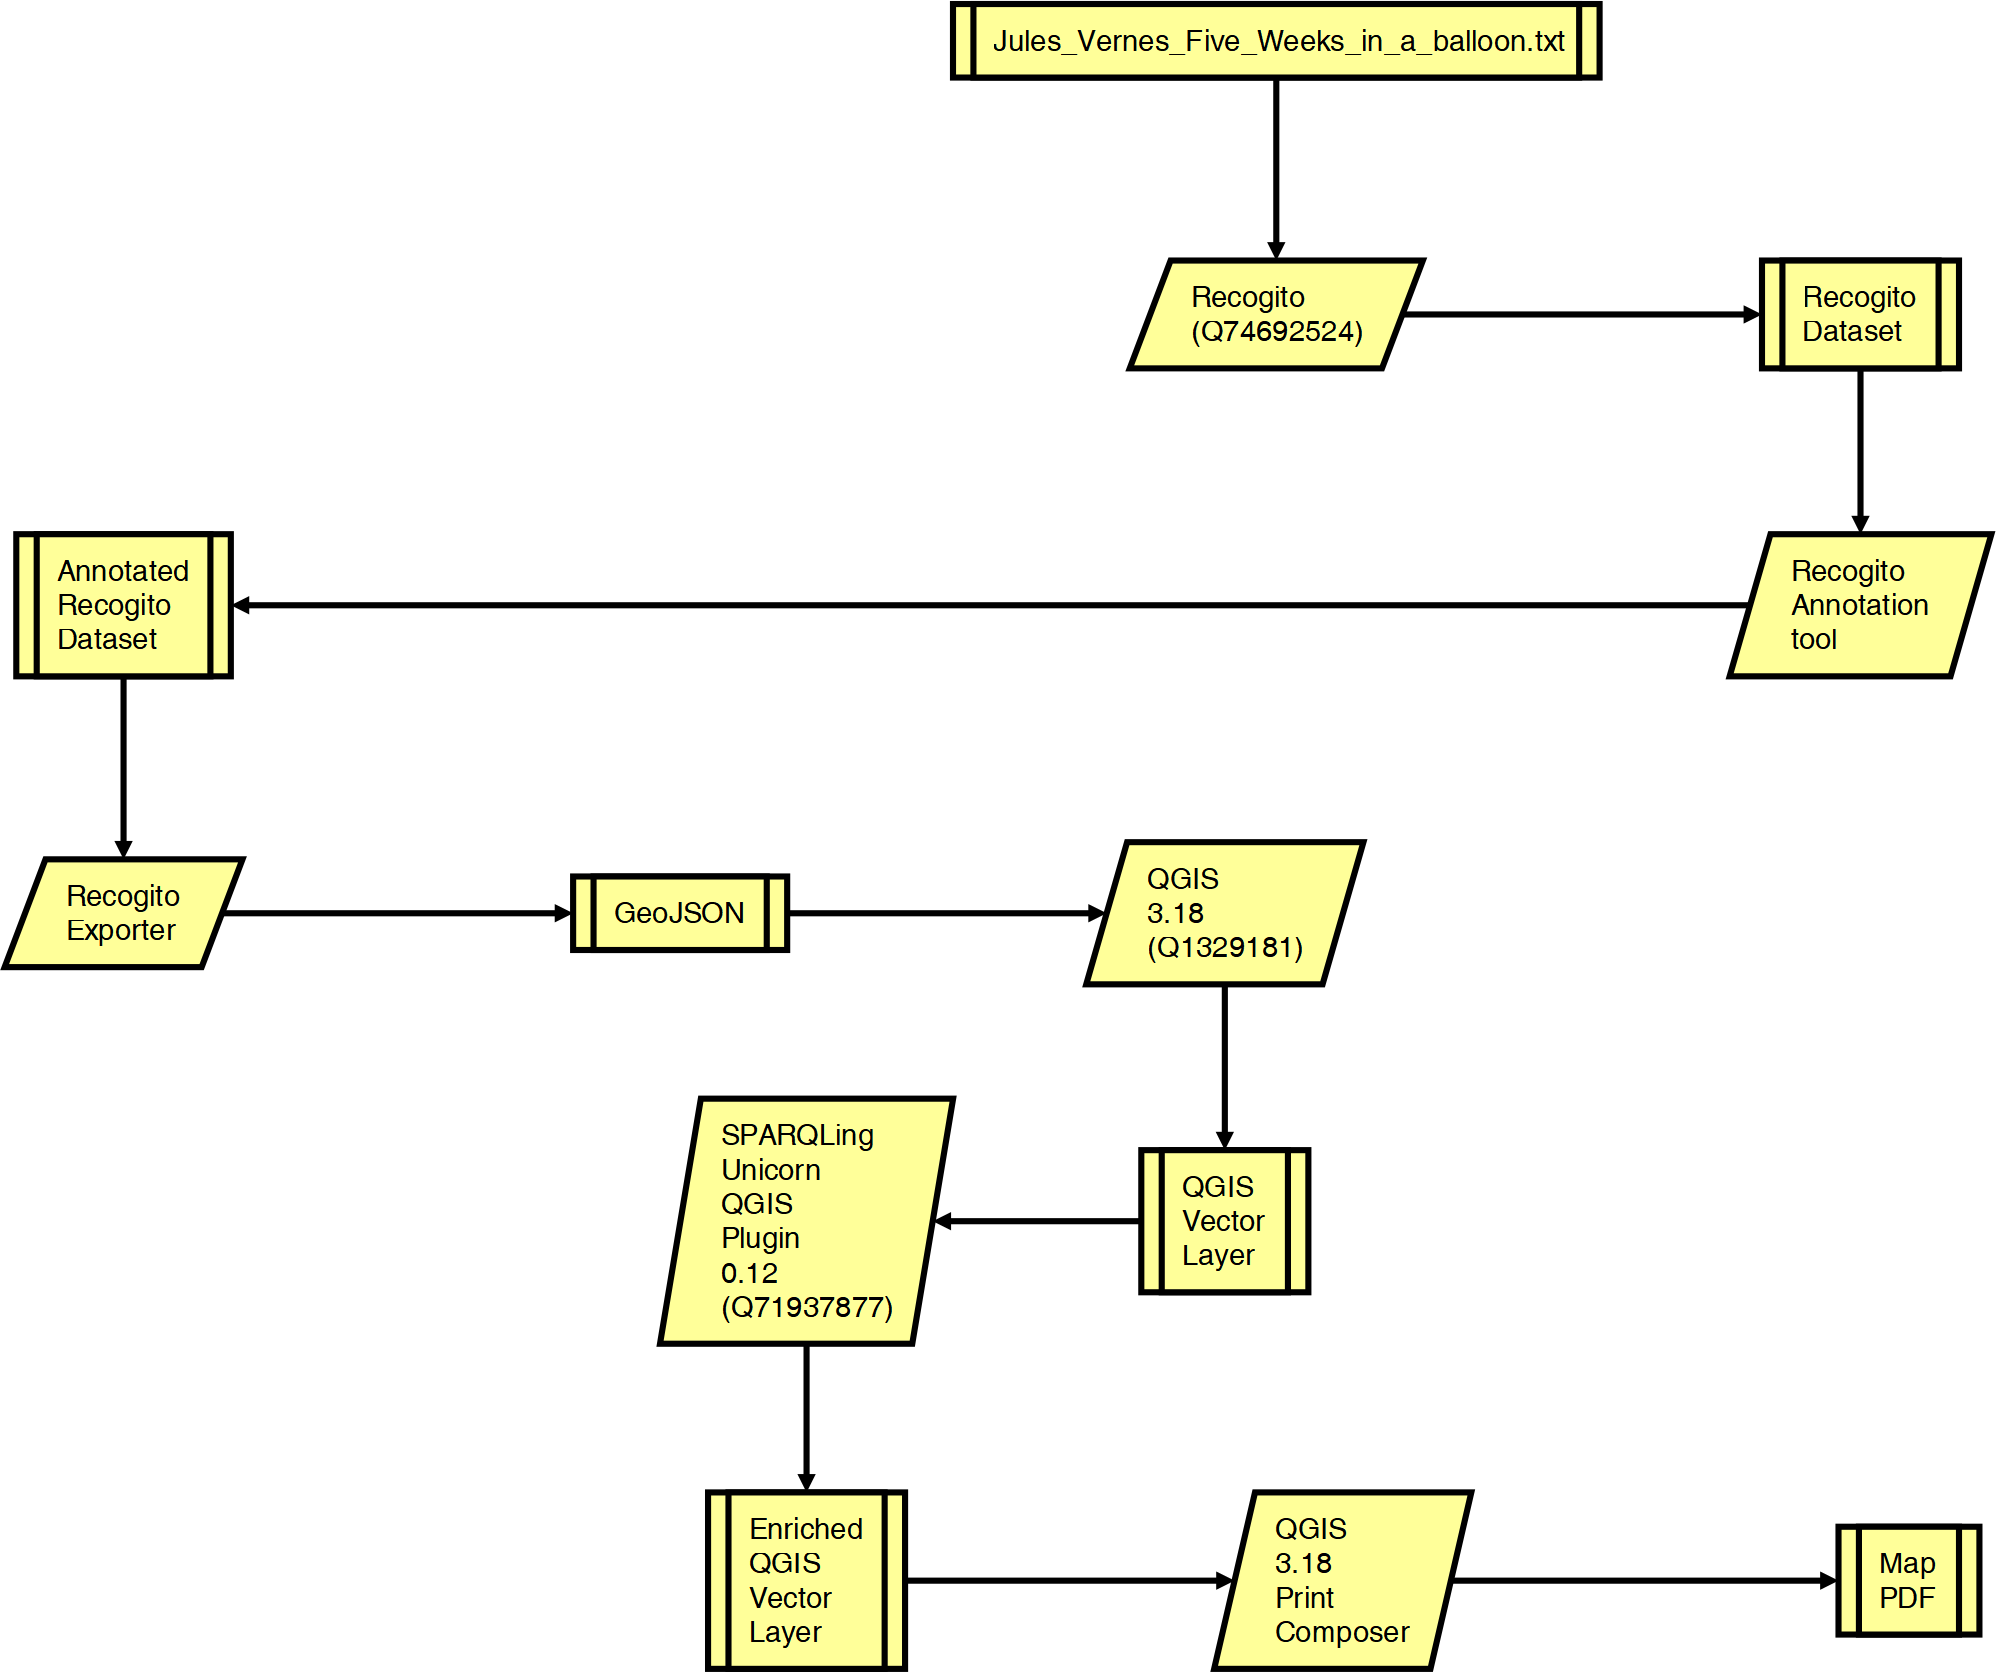 Jules_Vernes_Five_Weeks_in_a_balloon.txt
Recogito
(Q74692524)
Recogito
Dataset
Recogito
Annotation
tool
Annotated
Recogito
Dataset
Recogito
Exporter
GeoJSON
QGIS
3.18
(Q1329181)
QGIS
Vector
Layer
SPARQLing
Unicorn
QGIS
Plugin
0.12
(Q71937877)
Enriched
QGIS
Vector
Layer
QGIS
3.18
Print
Composer
Map
PDF